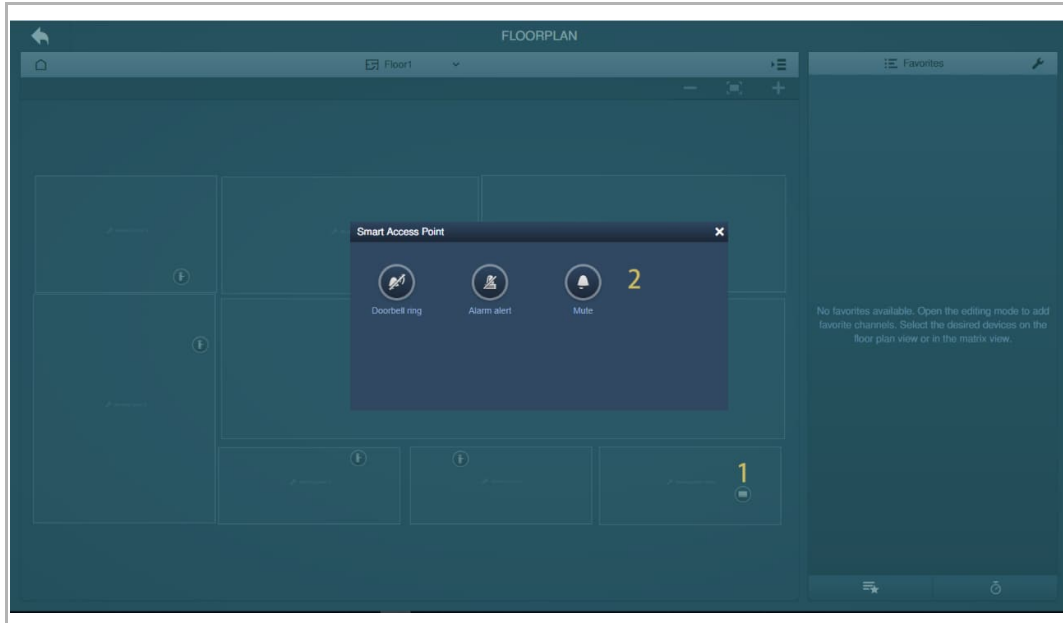 FLOORPLAN
Floor1
Favorites
Smart Access Point
2
Doorbell ring
Alarm alert
Mute
No favorites available. Open the editing mode to add
favorite channels. Select the desired devices on the
floor plan view or in the matrix view.
1